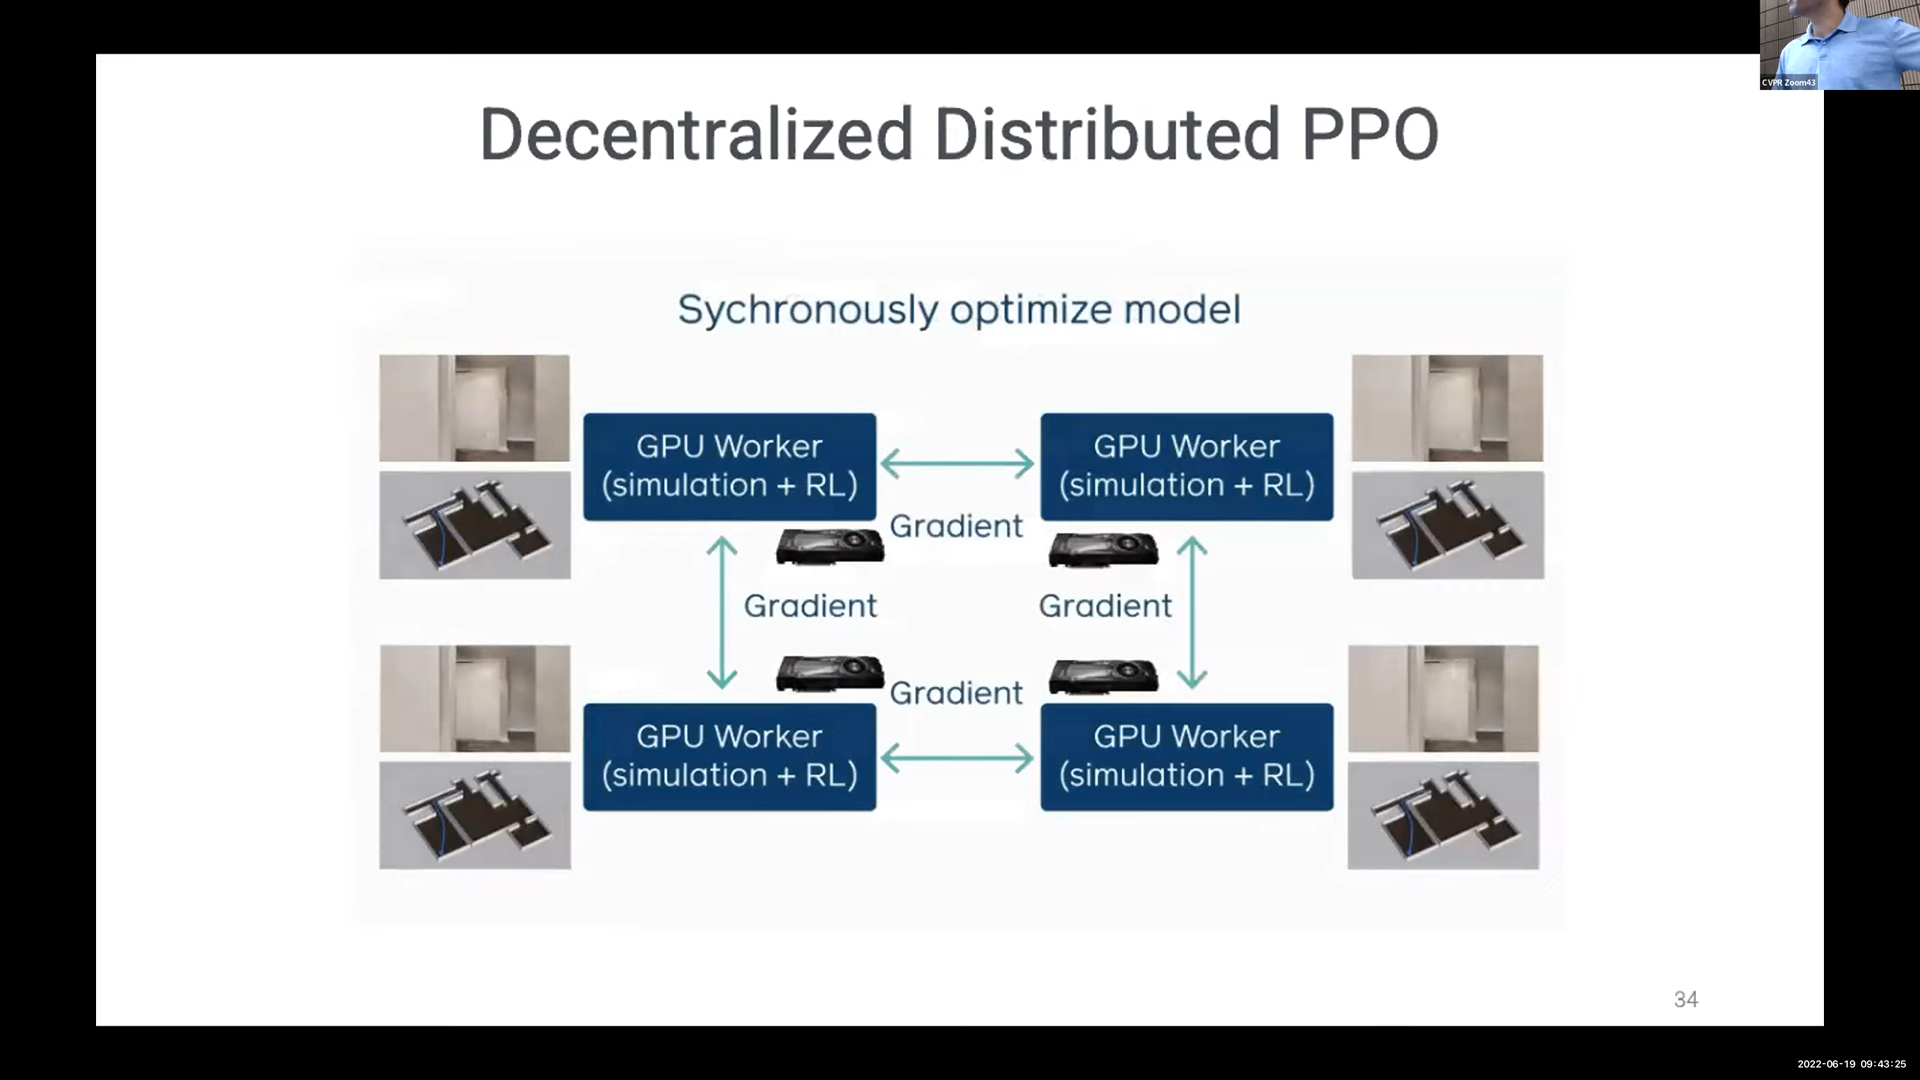 CVPR Zoom43
Decentralized Distributed PPO
Sychronously optimize model
GPU Worker
(simulation + RL)
GPU Worker
(simulation + RL)
Gradient
Gradient
Gradient
Gradient
GPU Worker
(simulation + RL)
GPU Worker
(simulation + RL)
34
2022-06-19 09:43:25